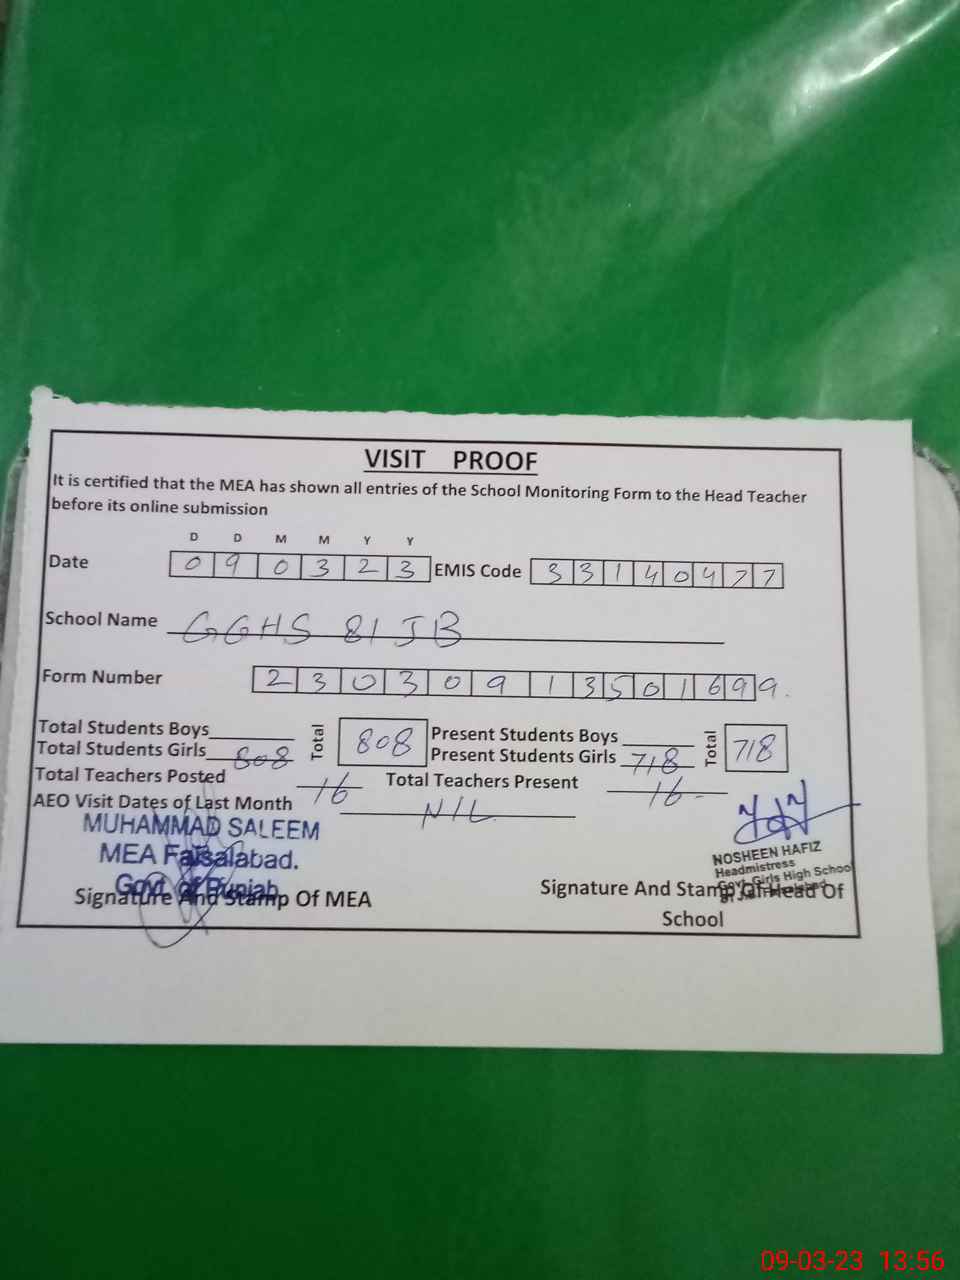 VISIT PROOF
It is certified that the MEA has shown all entries of the School Monitoring Form to the Head Teacher
before its online submission
D D M M Y Y
Date 0 9 0 3 2 3 EMIS Code 3 3 1 4 0 4 7 7
School Name GGHS 81 JB
Form Number 2 3 0 3 0 9 1 3 5 0 1 6 9 9.
Total Students Boys Total 808 Present Students Boys Total 718
Total Students Girls 808 Present Students Girls 718
Total Teachers Posted 16 Total Teachers Present 16-
AEO Visit Dates of Last Month NIL
MUHAMMAD SALEEM
MEA Faisalabad.
Govt. of Punjab
Signature And Stamp Of MEA
NOSHEEN HAFIZ
Headmistress
Govt. Girls High School
Signature And Stamp Of Head Of
School
09-03-23 13:56